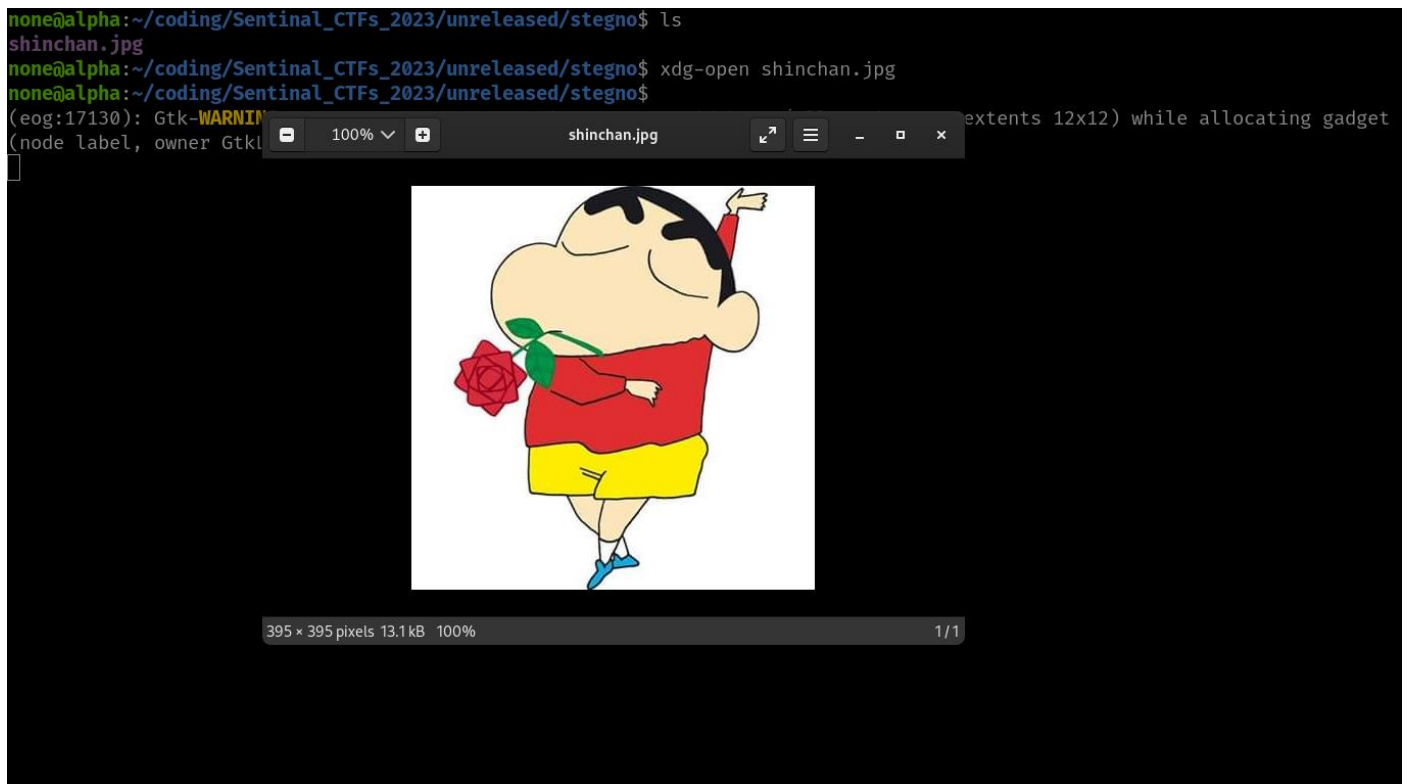 none@alpha:~/coding/Sentinal_CTFs_2023/unreleased/stegno$ ls
shinchan.jpg
none@alpha:~/coding/Sentinal_CTFs_2023/unreleased/stegno$ xdg-open shinchan.jpg
none@alpha:~/coding/Sentinal_CTFs_2023/unreleased/stegno$
(eog:17130): Gtk-WARNIN extents 12x12) while allocating gadget
(node label, owner Gtk
100% shinchan.jpg
395 × 395 pixels 13.1 kB 100% 1/1